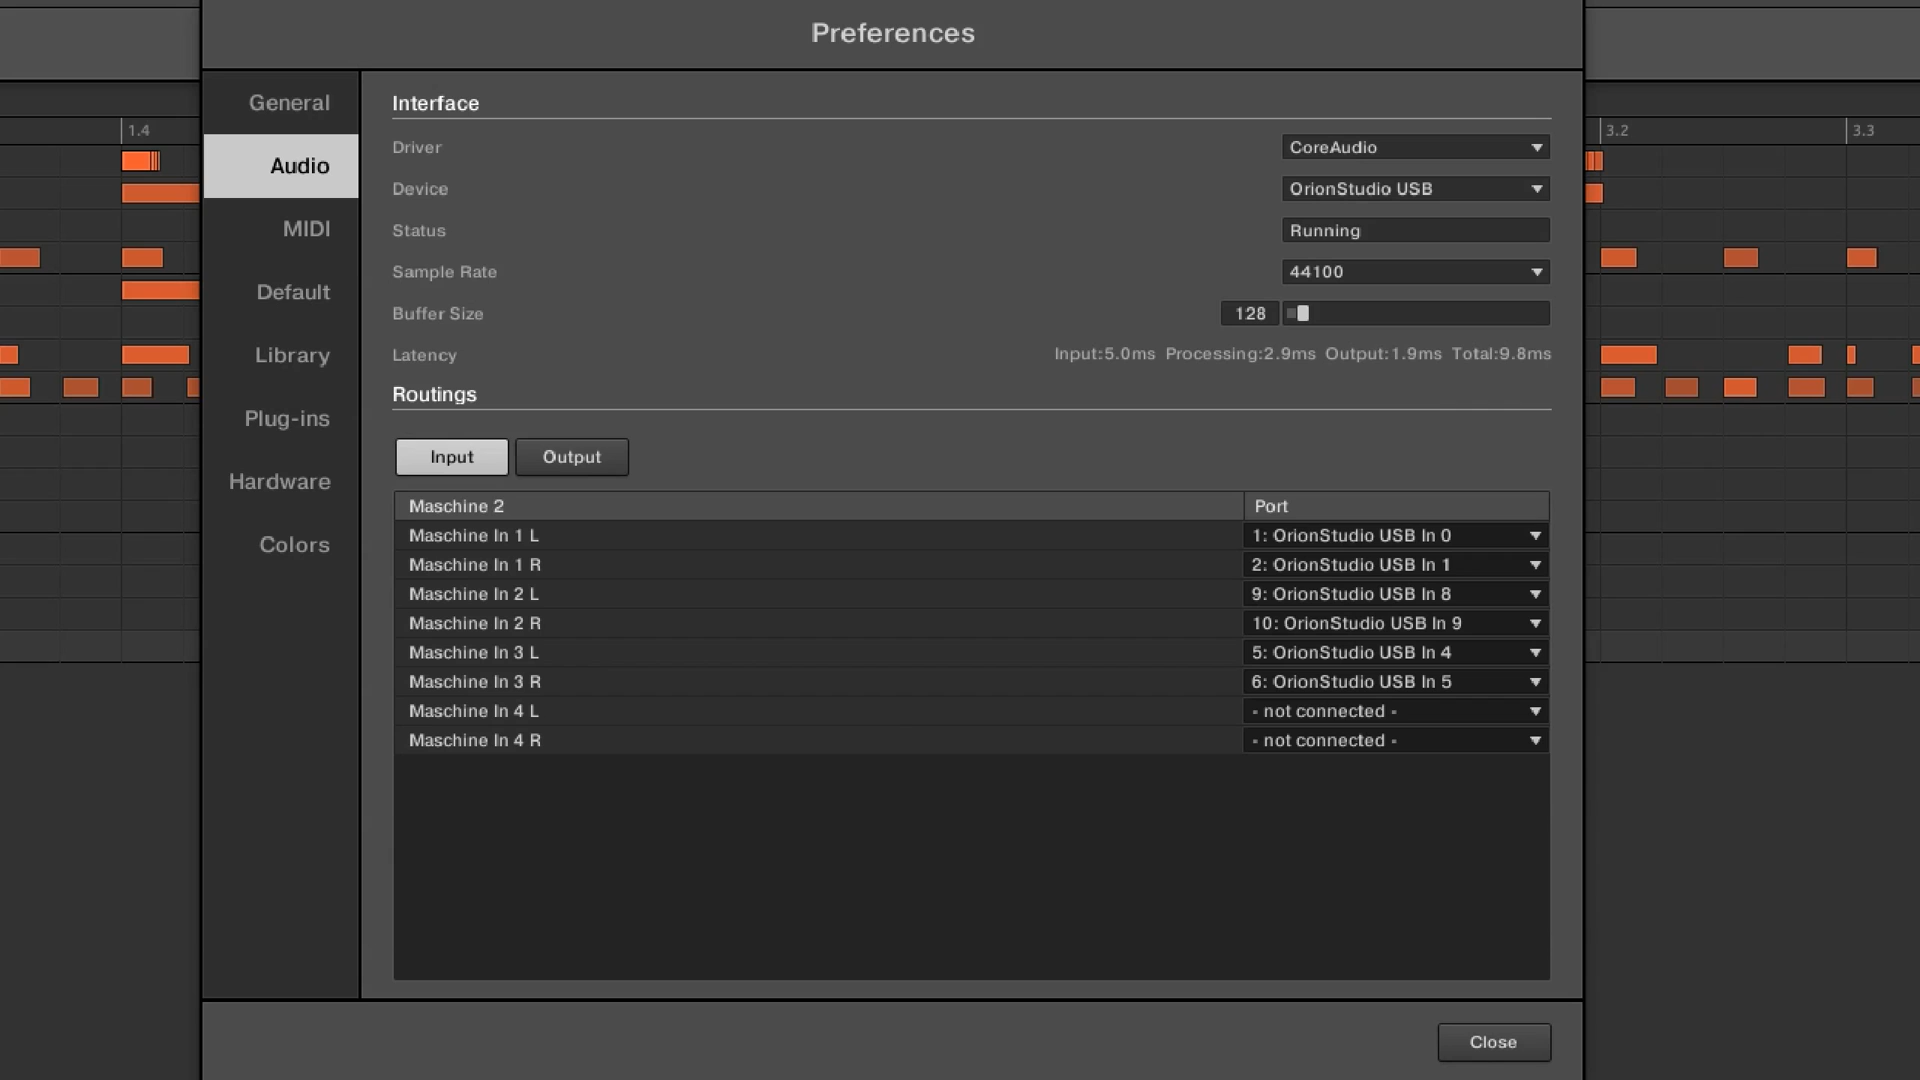 Preferences
1.4
3.2
3.3
General
Audio
MIDI
Default
Library
Plug-ins
Hardware
Colors
Interface
Driver CoreAudio
Device OrionStudio USB
Status Running
Sample Rate 44100
Buffer Size 128
Latency Input:5.0ms Processing:2.9ms Output:1.9ms Total:9.8ms
Routings
Input Output
Maschine 2 Port
Maschine In 1 L 1: OrionStudio USB In 0
Maschine In 1 R 2: OrionStudio USB In 1
Maschine In 2 L 9: OrionStudio USB In 8
Maschine In 2 R 10: OrionStudio USB In 9
Maschine In 3 L 5: OrionStudio USB In 4
Maschine In 3 R 6: OrionStudio USB In 5
Maschine In 4 L - not connected -
Maschine In 4 R - not connected -
Close